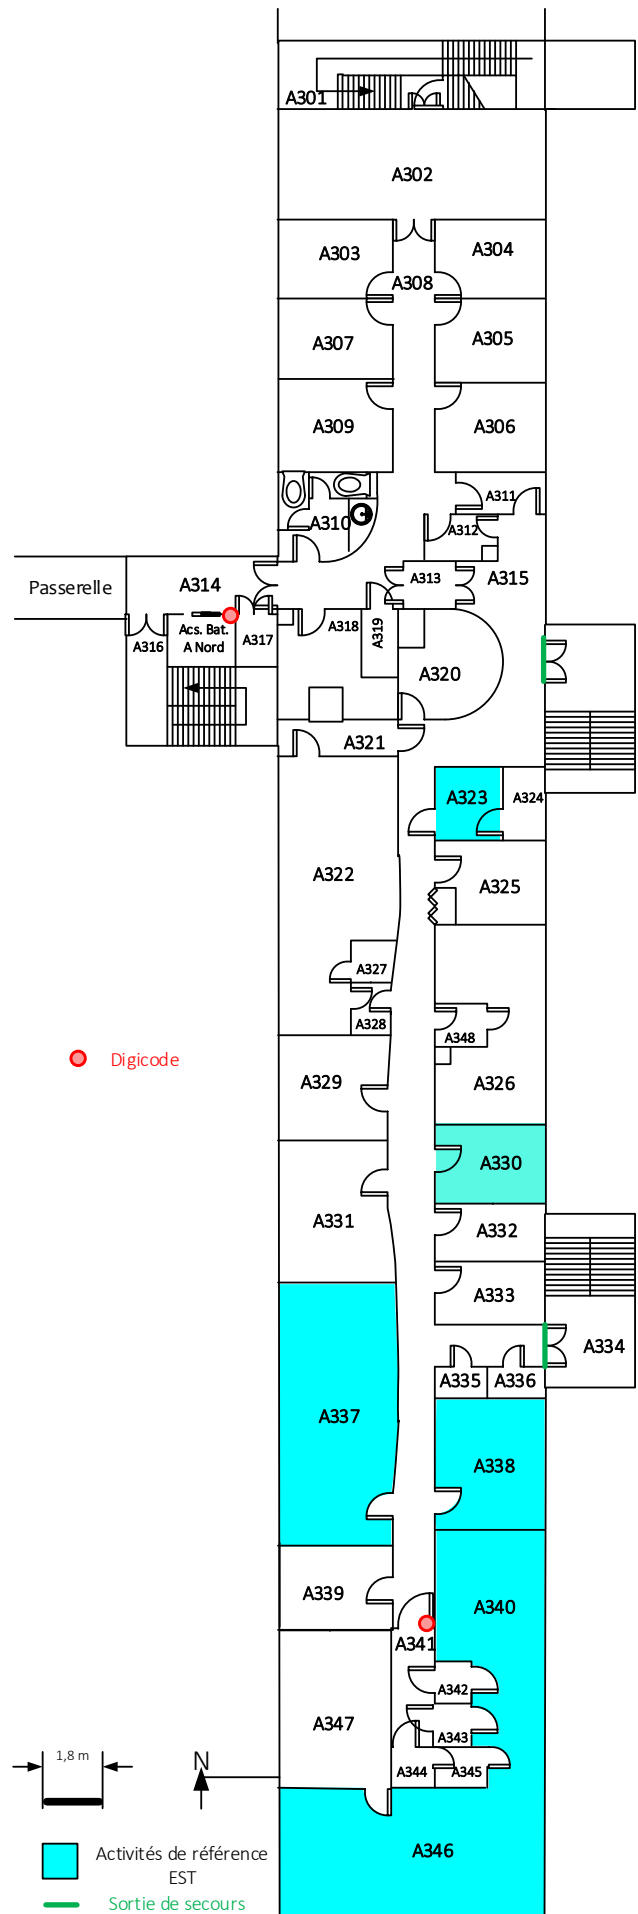 A301
A302
A303
A304
A308
A307
A305
A309
A306
A311
A310
A312
A313
A315
Passerelle
A314
Acs. Bat.
A Nord
A316
A317
A318
A319
A320
A321
A323
A324
A322
A325
A327
A328
A348
A329
A326
Digicode
A330
A331
A332
A333
A334
A335
A336
A337
A338
A339
A340
A341
A342
A343
A347
A344
A345
1,8 m
N
A346
Activités de référence
EST
Sortie de secours